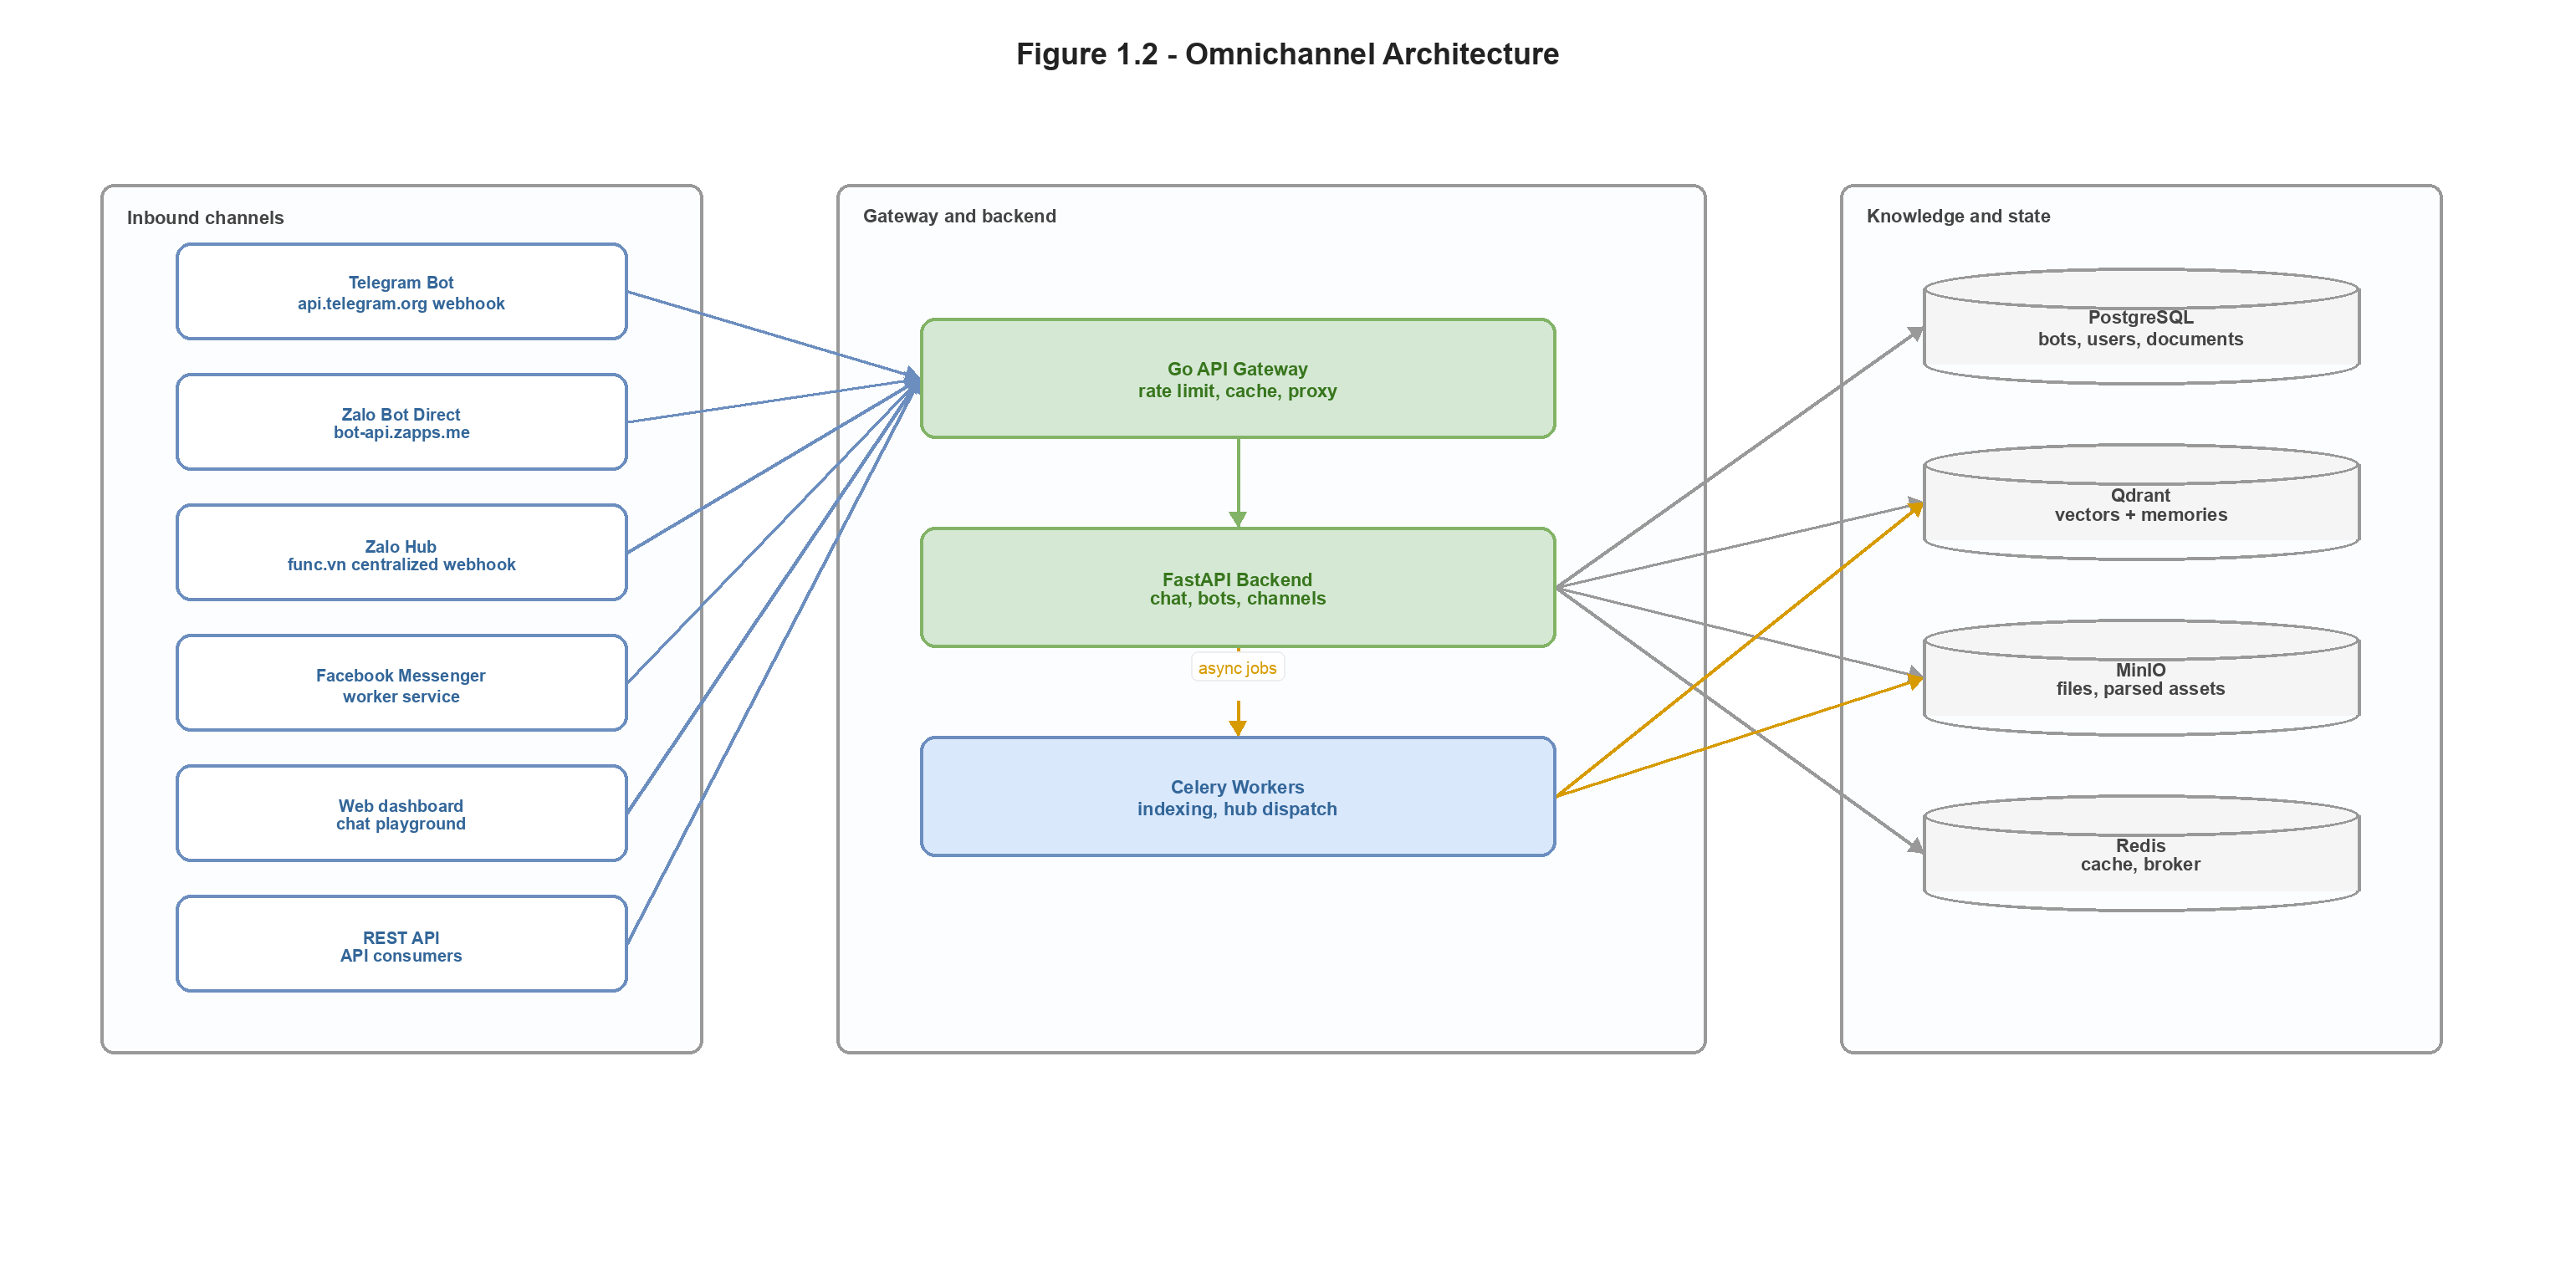 Figure 1.2 - Omnichannel Architecture
Inbound channels
Telegram Bot
api.telegram.org webhook
Zalo Bot Direct
bot-api.zapps.me
Zalo Hub
func.vn centralized webhook
Facebook Messenger
worker service
Web dashboard
chat playground
REST API
API consumers
Gateway and backend
Go API Gateway
rate limit, cache, proxy
FastAPI Backend
chat, bots, channels
async jobs
Celery Workers
indexing, hub dispatch
Knowledge and state
PostgreSQL
bots, users, documents
Qdrant
vectors + memories
MinIO
files, parsed assets
Redis
cache, broker